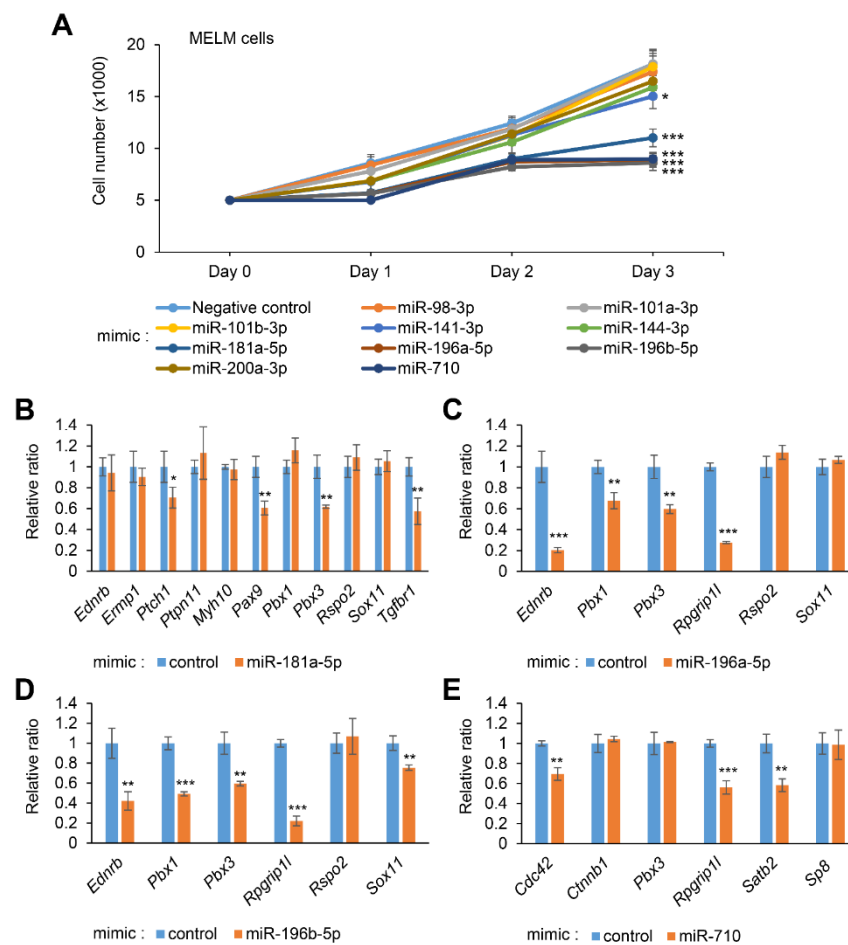 A
MELM cells
Cell number (x1000)
20
15
10
5
0
*
***
***
***
***
Day 0 Day 1 Day 2 Day 3
mimic :
Negative control miR-98-3p miR-101a-3p
miR-101b-3p miR-141-3p miR-144-3p
miR-181a-5p miR-196a-5p miR-196b-5p
miR-200a-3p miR-710
B
Relative ratio
1.4
1.2
1
0.8
0.6
0.4
0.2
0
* ** ** **
Ednrb Ermp1 Ptch1 Ptpn11 Myh10 Pax9 Pbx1 Pbx3 Rspo2 Sox11 Tgfbr1
mimic : control miR-181a-5p
C
Relative ratio
1.4
1.2
1
0.8
0.6
0.4
0.2
0
*** ** ** ***
Ednrb Pbx1 Pbx3 Rpgrip1l Rspo2 Sox11
mimic : control miR-196a-5p
D
Relative ratio
1.4
1.2
1
0.8
0.6
0.4
0.2
0
** *** ** *** **
Ednrb Pbx1 Pbx3 Rpgrip1l Rspo2 Sox11
mimic : control miR-196b-5p
E
Relative ratio
1.4
1.2
1
0.8
0.6
0.4
0.2
0
** *** **
Cdc42 Ctnnb1 Pbx3 Rpgrip1l Satb2 Sp8
mimic : control miR-710